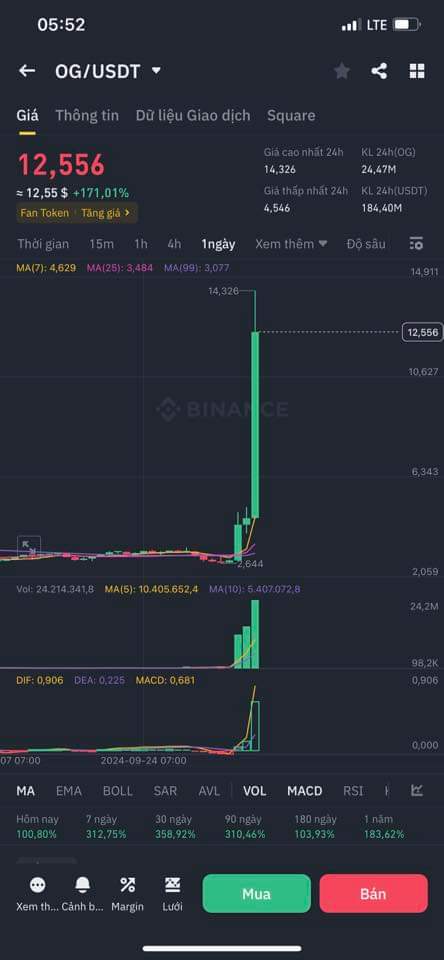 05:52 LTE
OG/USDT
Giá Thông tin Dữ liệu Giao dịch Square
12,556
≈ 12,55 $ +171,01%
Fan Token · Tăng giá
Giá cao nhất 24h KL 24h(OG)
14,326 24,47M
Giá thấp nhất 24h KL 24h(USDT)
4,546 184,40M
Thời gian 15m 1h 4h 1ngày Xem thêm Độ sâu
MA(7): 4,629 MA(25): 3,484 MA(99): 3,077
14,911
14,326
12,556
10,627
BINANCE
6,343
2,644
2,059
Vol: 24.214.341,8 MA(5): 10.405.652,4 MA(10): 5.407.072,8
24,2M
98,2K
DIF: 0,906 DEA: 0,225 MACD: 0,681
0,906
0,000
07 07:00 2024-09-24 07:00
MA EMA BOLL SAR AVL VOL MACD RSI
Hôm nay 7 ngày 30 ngày 90 ngày 180 ngày 1 năm
100,80% 312,75% 358,92% 310,46% 103,93% 183,62%
Xem th... Cảnh b... Margin Lưới
Mua Bán